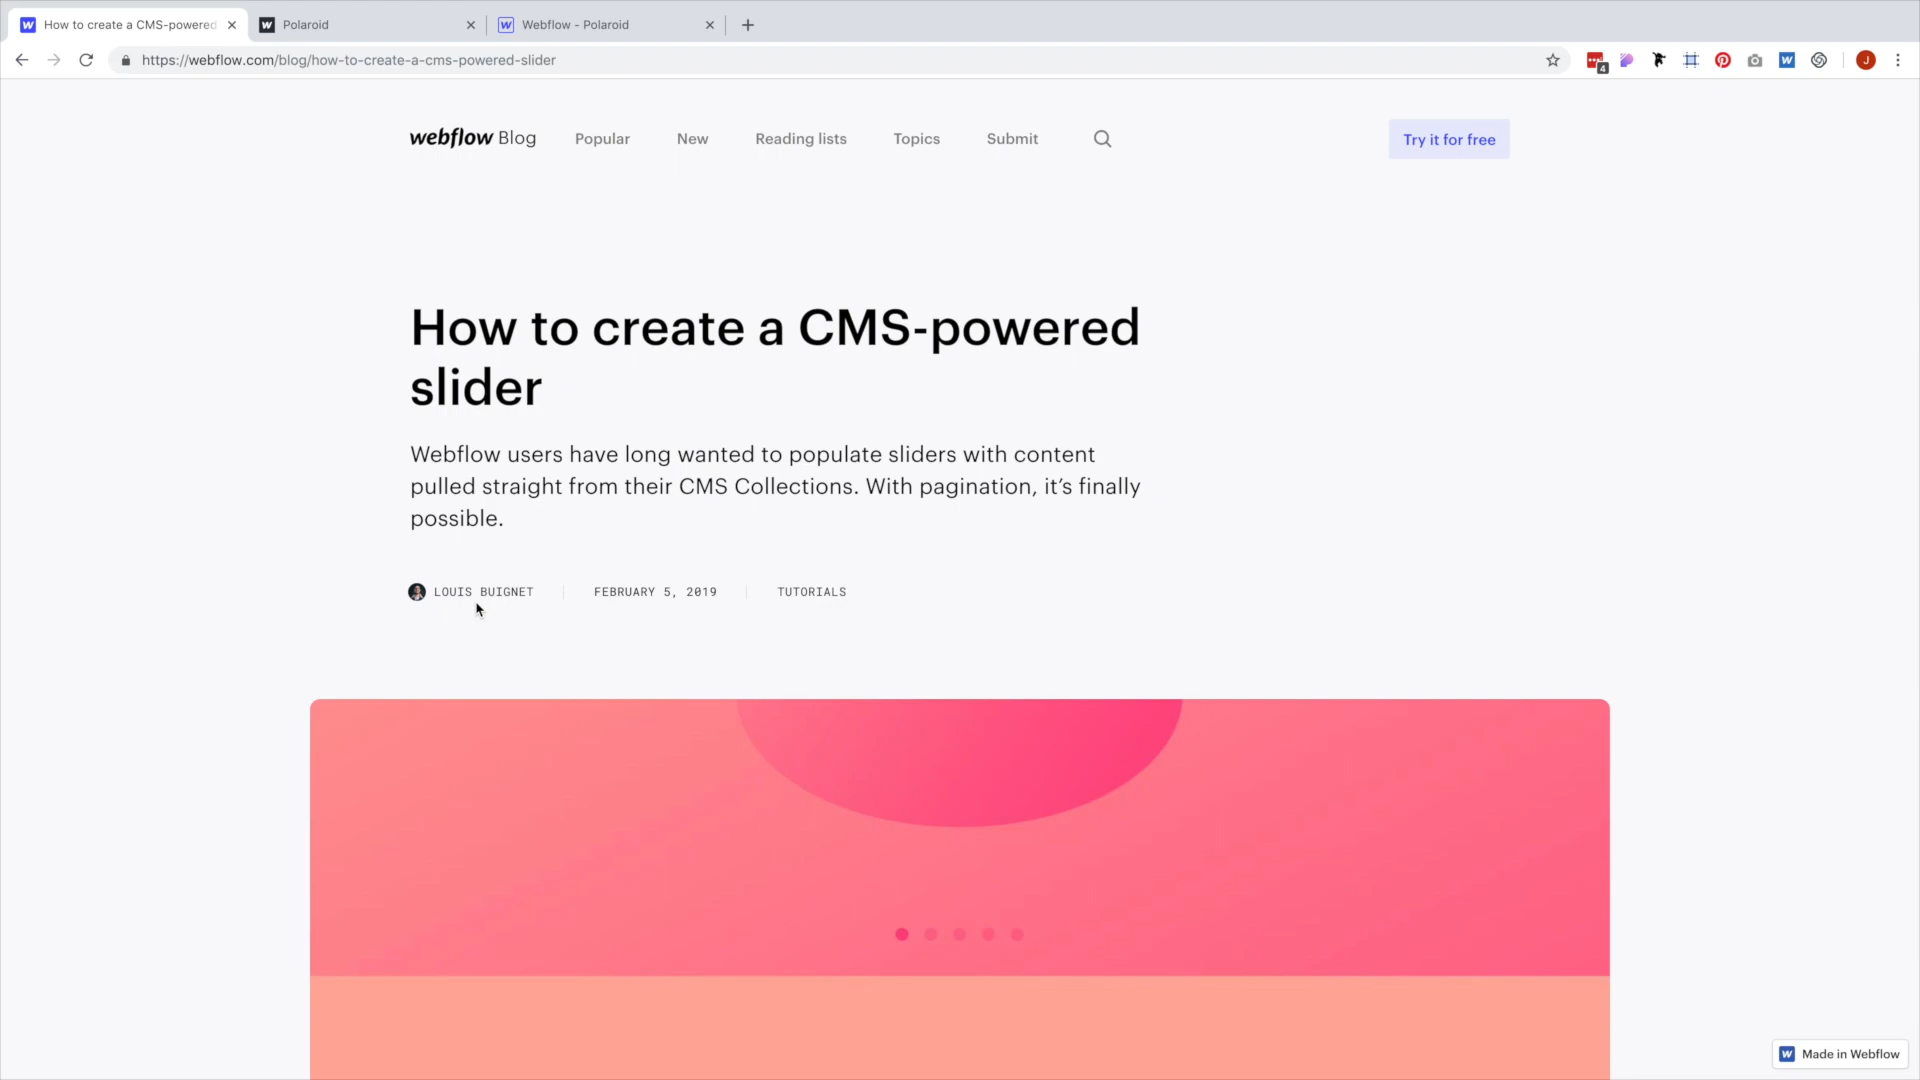 How to create a CMS-powered
Polaroid
Webflow - Polaroid
https://webflow.com/blog/how-to-create-a-cms-powered-slider
4
W
J
webflow Blog
Popular
New
Reading lists
Topics
Submit
Try it for free
How to create a CMS-powered
slider
Webflow users have long wanted to populate sliders with content
pulled straight from their CMS Collections. With pagination, it’s finally
possible.
LOUIS BUIGNET
FEBRUARY 5, 2019
TUTORIALS
Made in Webflow